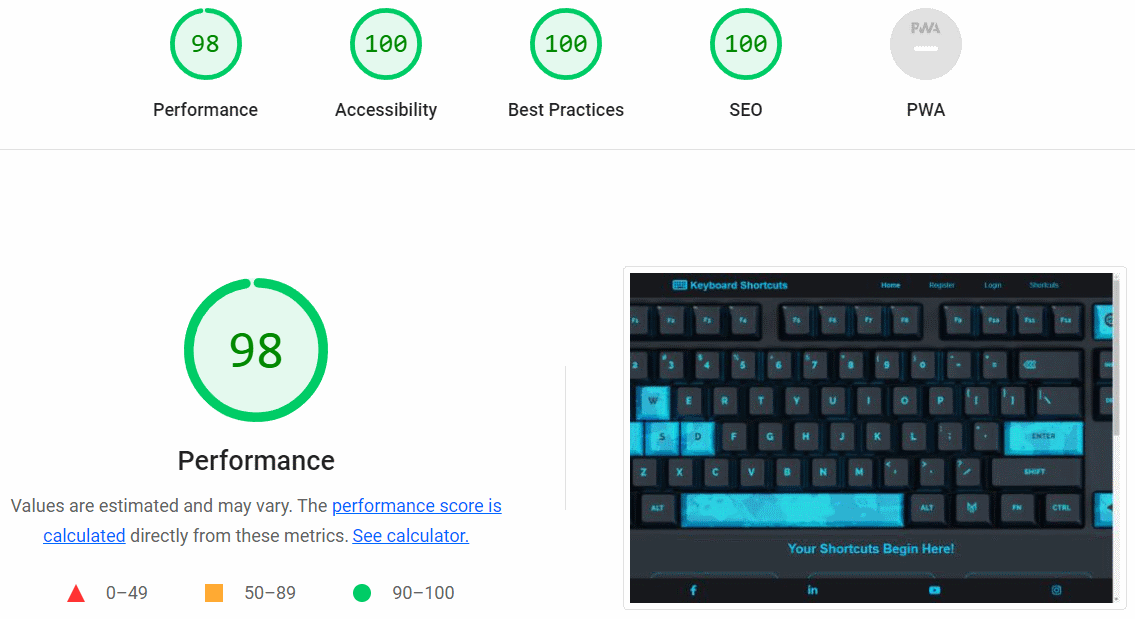 98
100
100
100
PWA
Performance
Accessibility
Best Practices
SEO
PWA
98
Performance
Values are estimated and may vary. The performance score is
calculated directly from these metrics. See calculator.
0–49
50–89
90–100
Keyboard Shortcuts
Home
Register
Login
Shortcuts
F1 F2 F3 F4 F5 F6 F7 F8 F9 F10 F11 F12
2 3 4 5 6 7 8 9 0
W E R T Y U I O P
S D F G H J K L ENTER
Z X C V B N M SHIFT
ALT ALT FN CTRL
Your Shortcuts Begin Here!